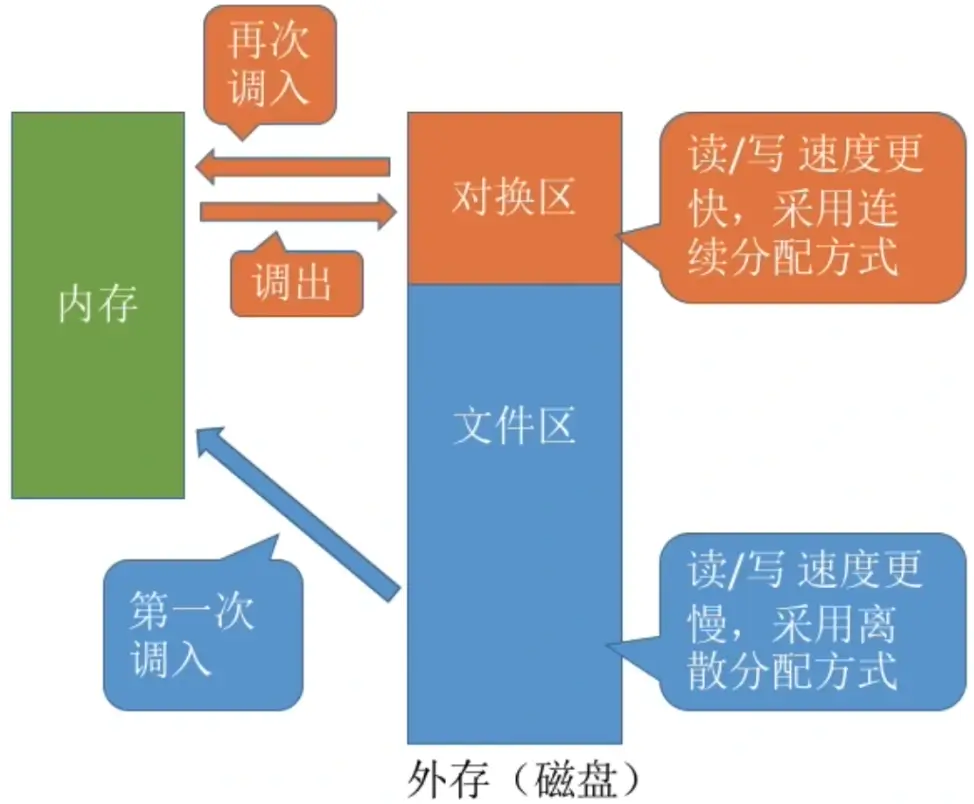 再次
调入
对换区
读/写 速度更
快，采用连
续分配方式
调出
内存
文件区
第一次
调入
读/写 速度更
慢，采用离
散分配方式
外存（磁盘）